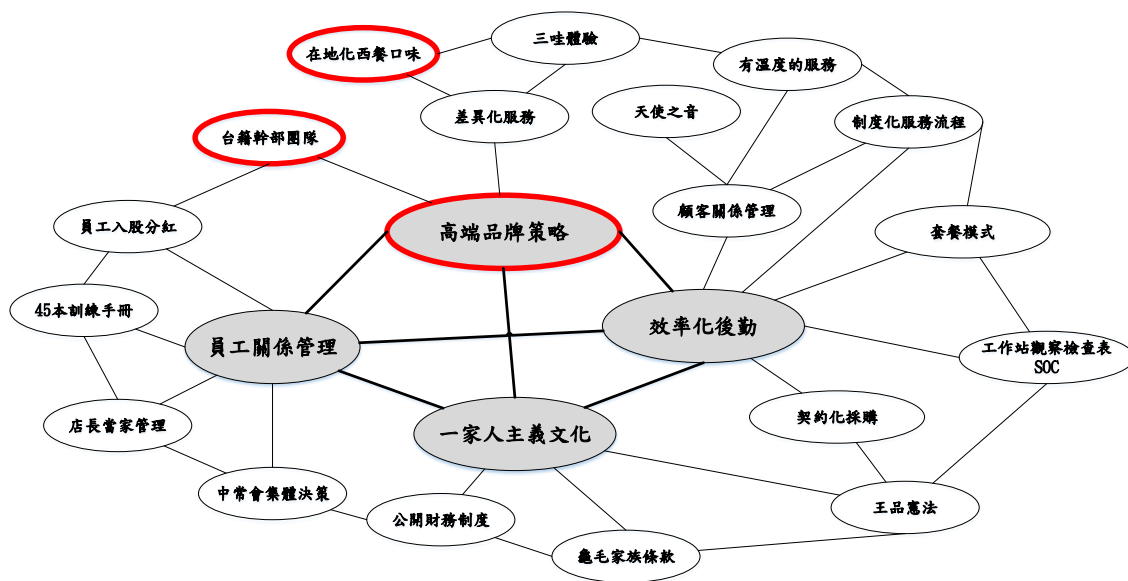 三哇體驗
在地化西餐口味
有溫度的服務
天使之音
差異化服務
制度化服務流程
台籍幹部團隊
顧客關係管理
員工入股分紅
高端品牌策略
套餐模式
45本訓練手冊
效率化後勤
員工關係管理
工作站觀察檢查表
SOC
店長當家管理
一家人主義文化
契約化採購
中常會集體決策
公開財務制度
王品憲法
龜毛家族條款